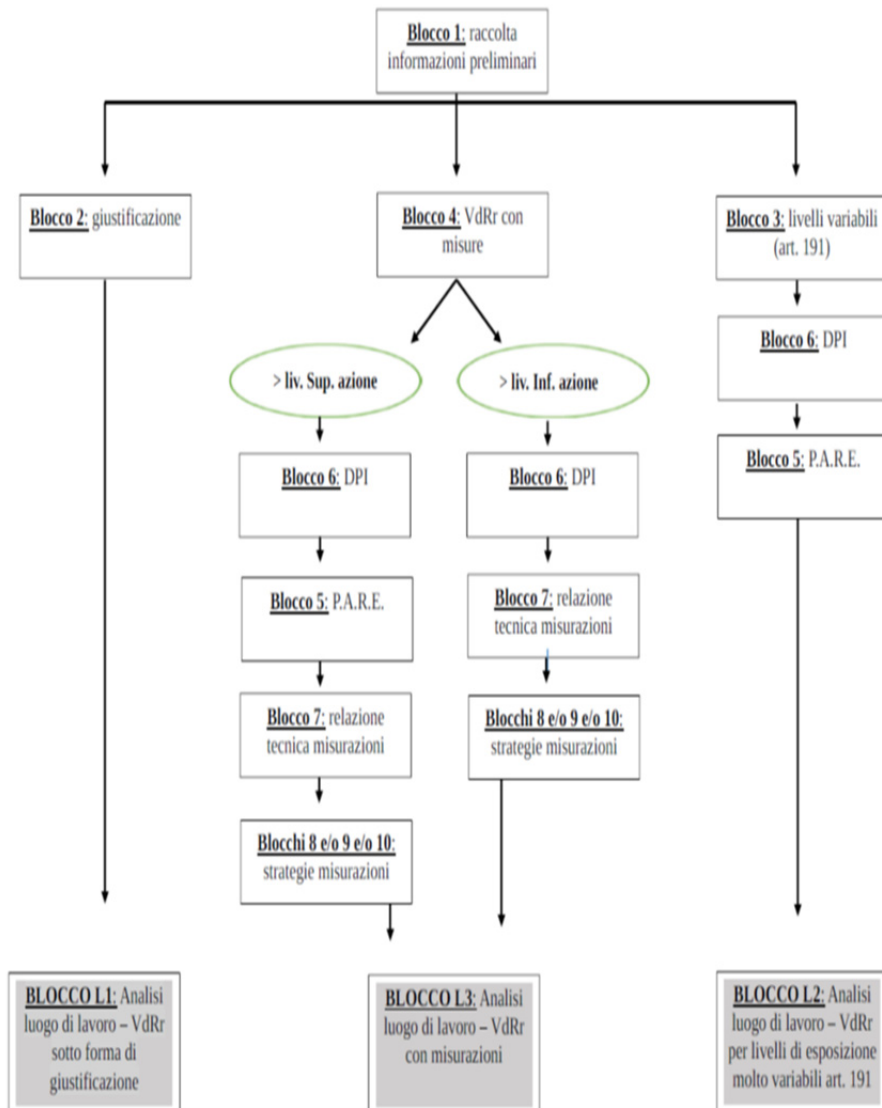 Blocco 1: raccolta
informazioni preliminari
Blocco 2: giustificazione
Blocco 4: VdRr con
misure
Blocco 3: livelli variabili
(art. 191)
> liv. Sup. azione
> liv. Inf. azione
Blocco 6: DPI
Blocco 6: DPI
Blocco 6: DPI
Blocco 5: P.A.R.E.
Blocco 5: P.A.R.E.
Blocco 7: relazione
tecnica misurazioni
Blocco 7: relazione
tecnica misurazioni
Blocchi 8 e/o 9 e/o 10:
strategie misurazioni
Blocchi 8 e/o 9 e/o 10:
strategie misurazioni
BLOCCO L1: Analisi
luogo di lavoro – VdRr
sotto forma di
giustificazione
BLOCCO L3: Analisi
luogo di lavoro – VdRr
con misurazioni
BLOCCO L2: Analisi
luogo di lavoro – VdRr
per livelli di esposizione
molto variabili art. 191